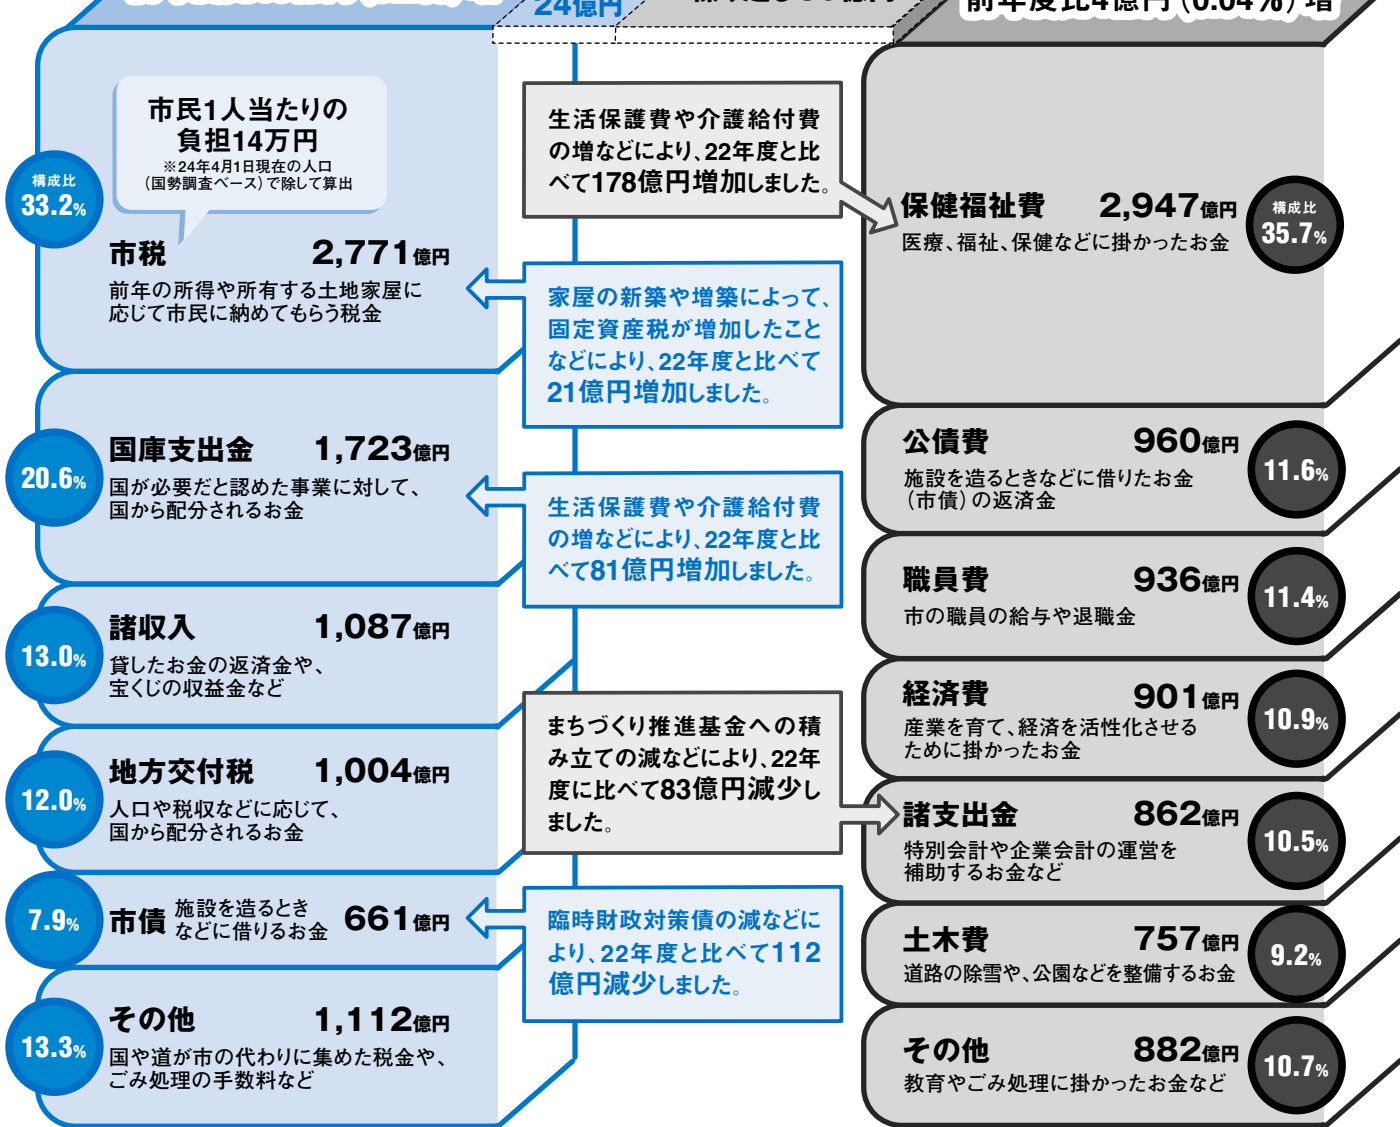 24億円
前年度比4億円(0.04%)増
市民1人当たりの
負担14万円
※24年4月1日現在の人口
(国勢調査ベース)で除して算出
構成比
33.2%
市税 2,771億円
前年の所得や所有する土地家屋に
応じて市民に納めてもらう税金
20.6%
国庫支出金 1,723億円
国が必要だと認めた事業に対して、
国から配分されるお金
13.0%
諸収入 1,087億円
貸したお金の返済金や、
宝くじの収益金など
12.0%
地方交付税 1,004億円
人口や税収などに応じて、
国から配分されるお金
7.9%
市債 施設を造るとき
などに借りるお金 661億円
13.3%
その他 1,112億円
国や道が市の代わりに集めた税金や、
ごみ処理の手数料など
生活保護費や介護給付費
の増などにより、22年度と比
べて178億円増加しました。
家屋の新築や増築によって、
固定資産税が増加したこと
などにより、22年度と比べて
21億円増加しました。
生活保護費や介護給付費
の増などにより、22年度と比
べて81億円増加しました。
まちづくり推進基金への積
み立ての減などにより、22年
度に比べて83億円減少し
ました。
臨時財政対策債の減などに
より、22年度と比べて112
億円減少しました。
保健福祉費 2,947億円
医療、福祉、保健などに掛かったお金
構成比
35.7%
公債費 960億円
施設を造るときなどに借りたお金
(市債)の返済金
11.6%
職員費 936億円
市の職員の給与や退職金
11.4%
経済費 901億円
産業を育て、経済を活性化させる
ために掛かったお金
10.9%
諸支出金 862億円
特別会計や企業会計の運営を
補助するお金など
10.5%
土木費 757億円
道路の除雪や、公園などを整備するお金
9.2%
その他 882億円
教育やごみ処理に掛かったお金など
10.7%